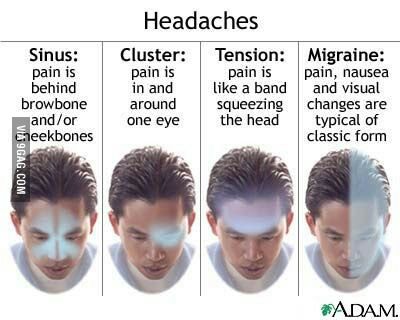 Headaches
Sinus:
pain is
behind
browbone
and/or
cheekbones
Cluster:
pain is
in and
around
one eye
Tension:
pain is
like a band
squeezing
the head
Migraine:
pain, nausea
and visual
changes are
typical of
classic form
VIA 9GAG.COM
ADAM.